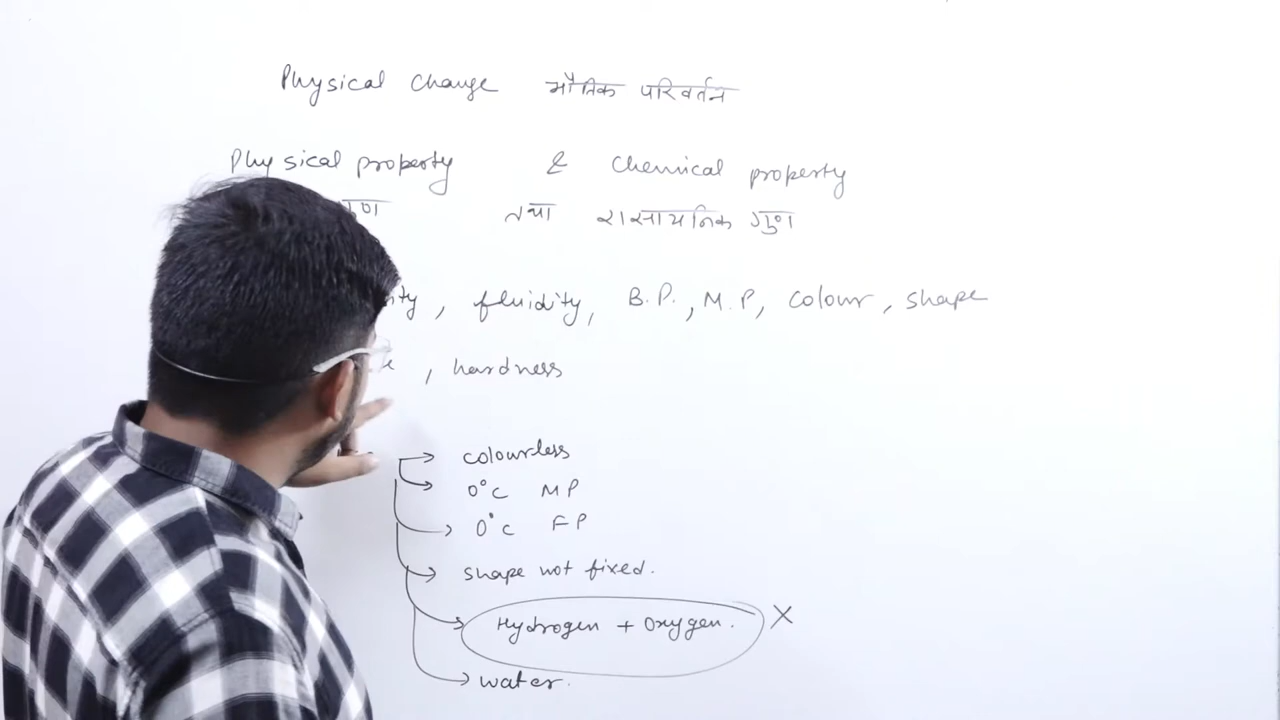 Physical Change भौतिक परिवर्तन
Physical property & Chemical property
गुण तथा रासायनिक गुण
, fluidity, B.P., M.P, Colour, shape
, hardness
colourless
0°C MP
0°C FP
shape not fixed.
Hydrogen + Oxygen. X
water.